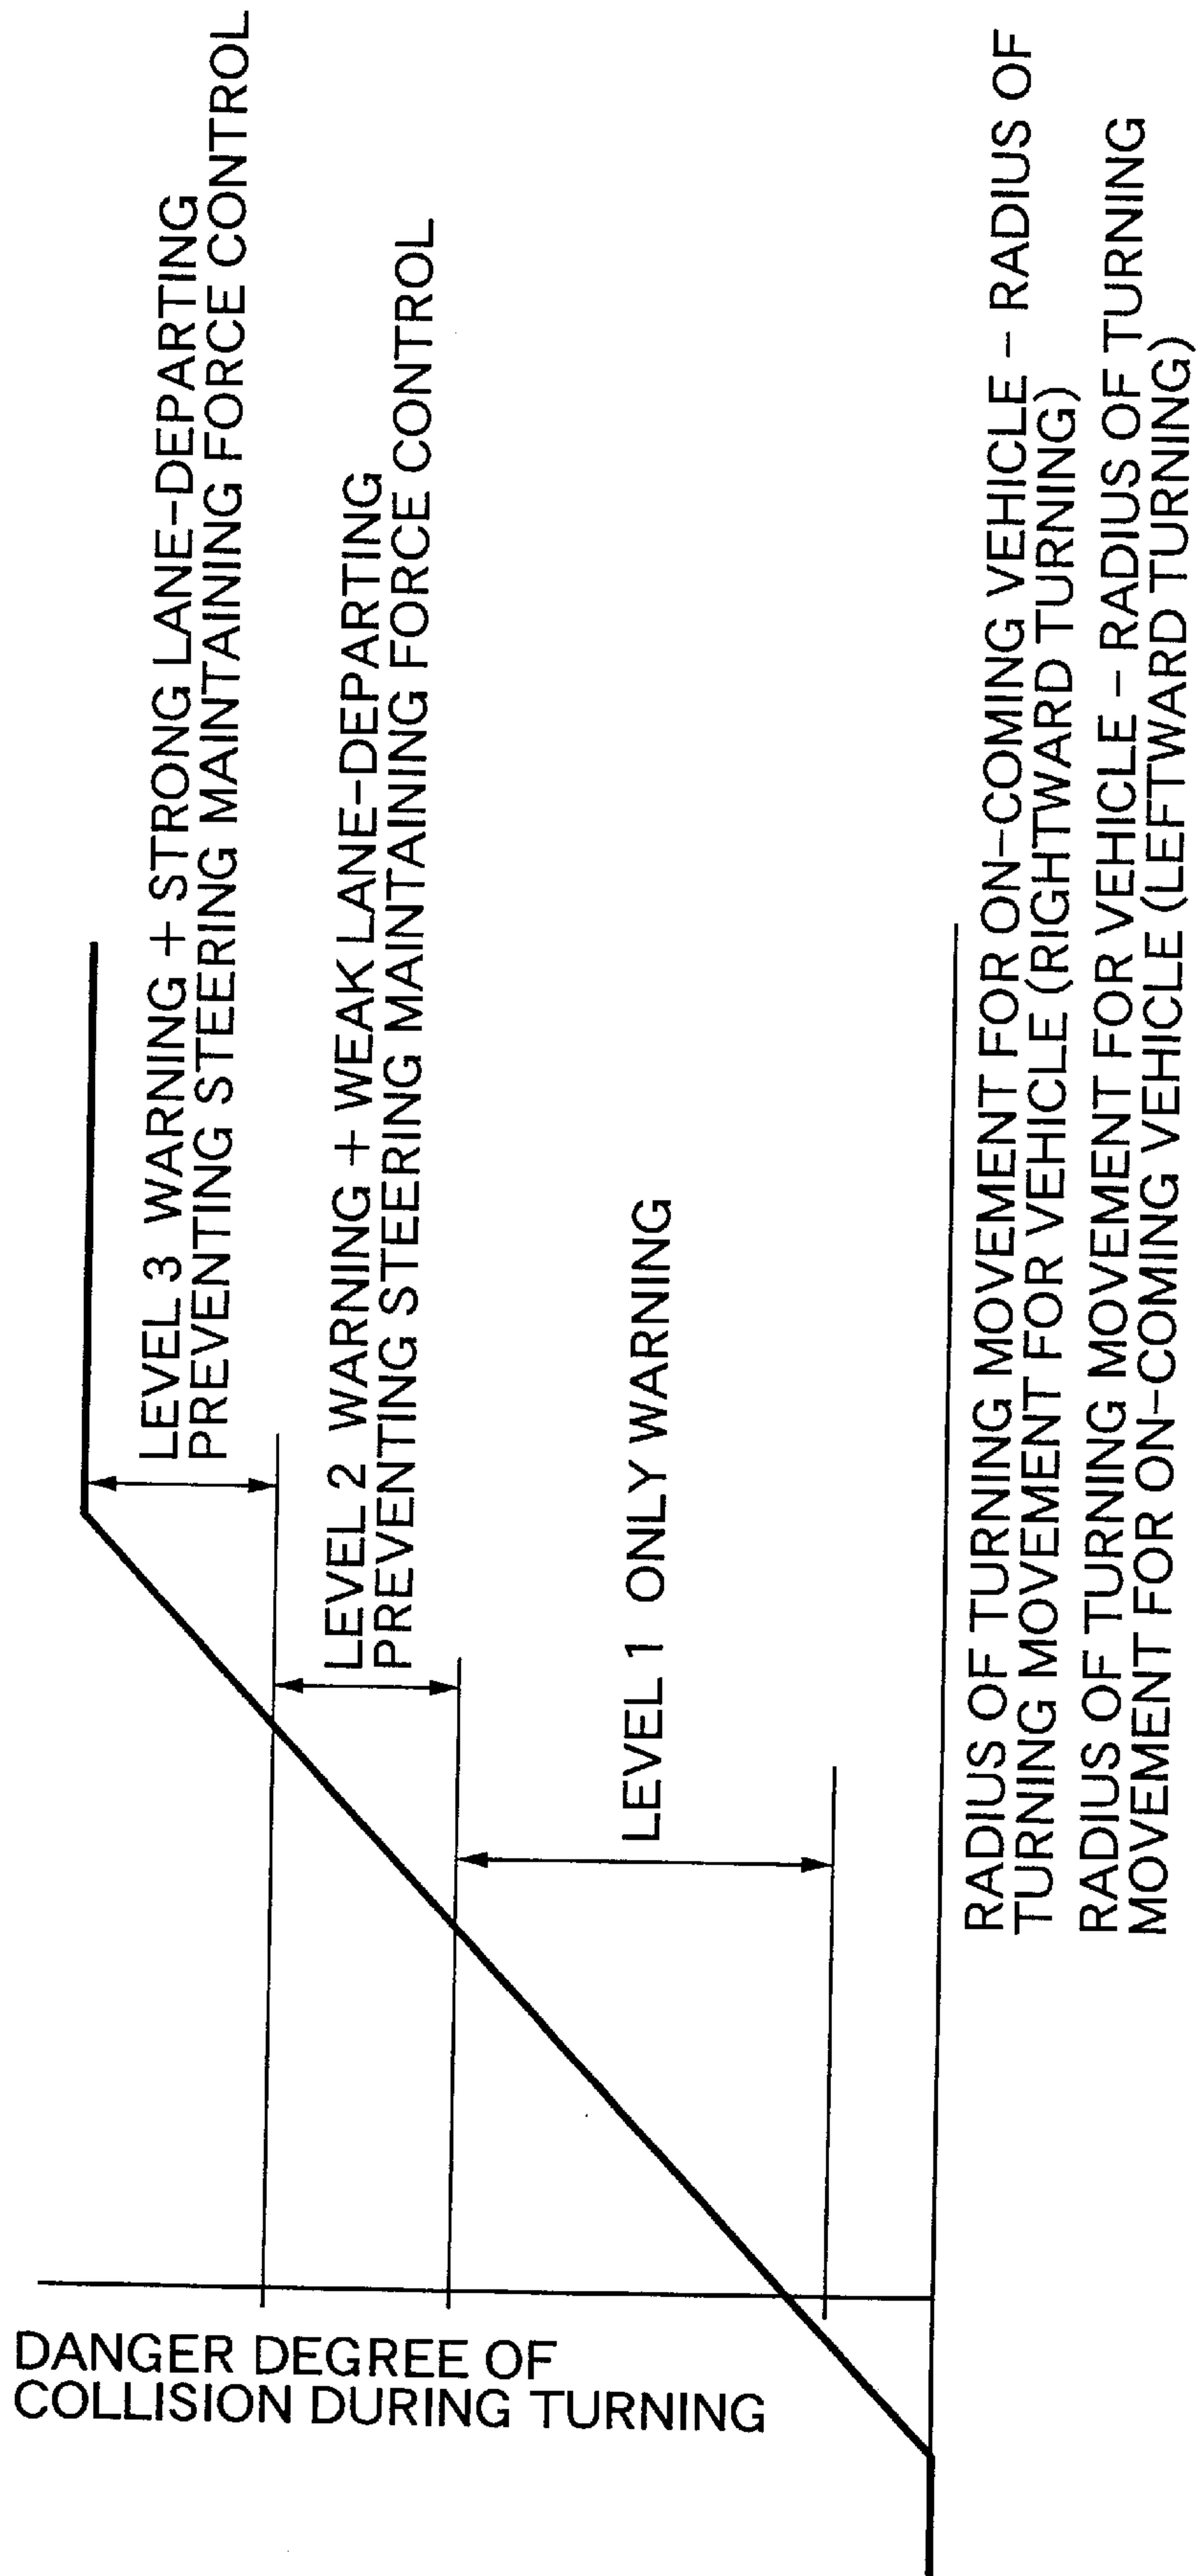 DANGER DEGREE OF
COLLISION DURING TURNING
LEVEL 3 WARNING + STRONG LANE-DEPARTING
PREVENTING STEERING MAINTAINING FORCE CONTROL
LEVEL 2 WARNING + WEAK LANE-DEPARTING
PREVENTING STEERING MAINTAINING FORCE CONTROL
LEVEL 1 ONLY WARNING
RADIUS OF TURNING MOVEMENT FOR ON-COMING VEHICLE - RADIUS OF
TURNING MOVEMENT FOR VEHICLE (RIGHTWARD TURNING)
RADIUS OF TURNING MOVEMENT FOR VEHICLE - RADIUS OF TURNING
MOVEMENT FOR ON-COMING VEHICLE (LEFTWARD TURNING)